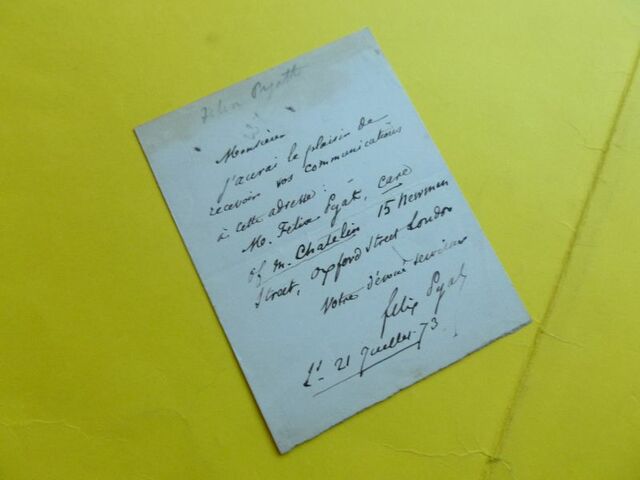 Felix Pyatt
Monsieur
J'aurai le plaisir de
recevoir vos communications
à cette adresse:
M. Felix Pyat, care
of M. Chatelin 15 Newman
Street, Oxford Street London
Votre dévoué serviteur
Felix Pyat
L. 21 Juillet 73